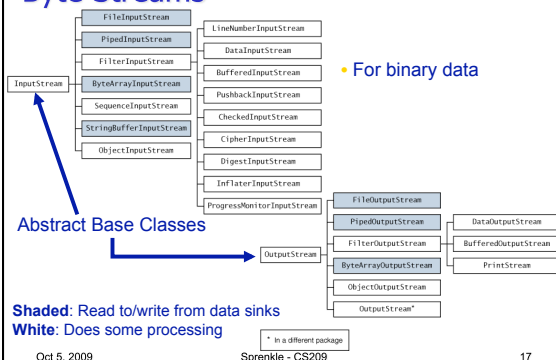 Byte Streams
FileInputStream
PipedInputStream
FilterInputStream
InputStream
ByteArrayInputStream
SequenceInputStream
StringBufferInputStream
ObjectInputStream
LineNumberInputStream
DataInputStream
BufferedInputStream
PushbackInputStream
CheckedInputStream
CipherInputStream
DigestInputStream
InflaterInputStream
ProgressMonitorInputStream
• For binary data
Abstract Base Classes
OutputStream
FileOutputStream
PipedOutputStream
FilterOutputStream
ByteArrayOutputStream
ObjectOutputStream
OutputStream*
DataOutputStream
BufferedOutputStream
PrintStream
Shaded: Read to/write from data sinks
White: Does some processing
* In a different package
Oct 5, 2009
Sprenkle - CS209
17